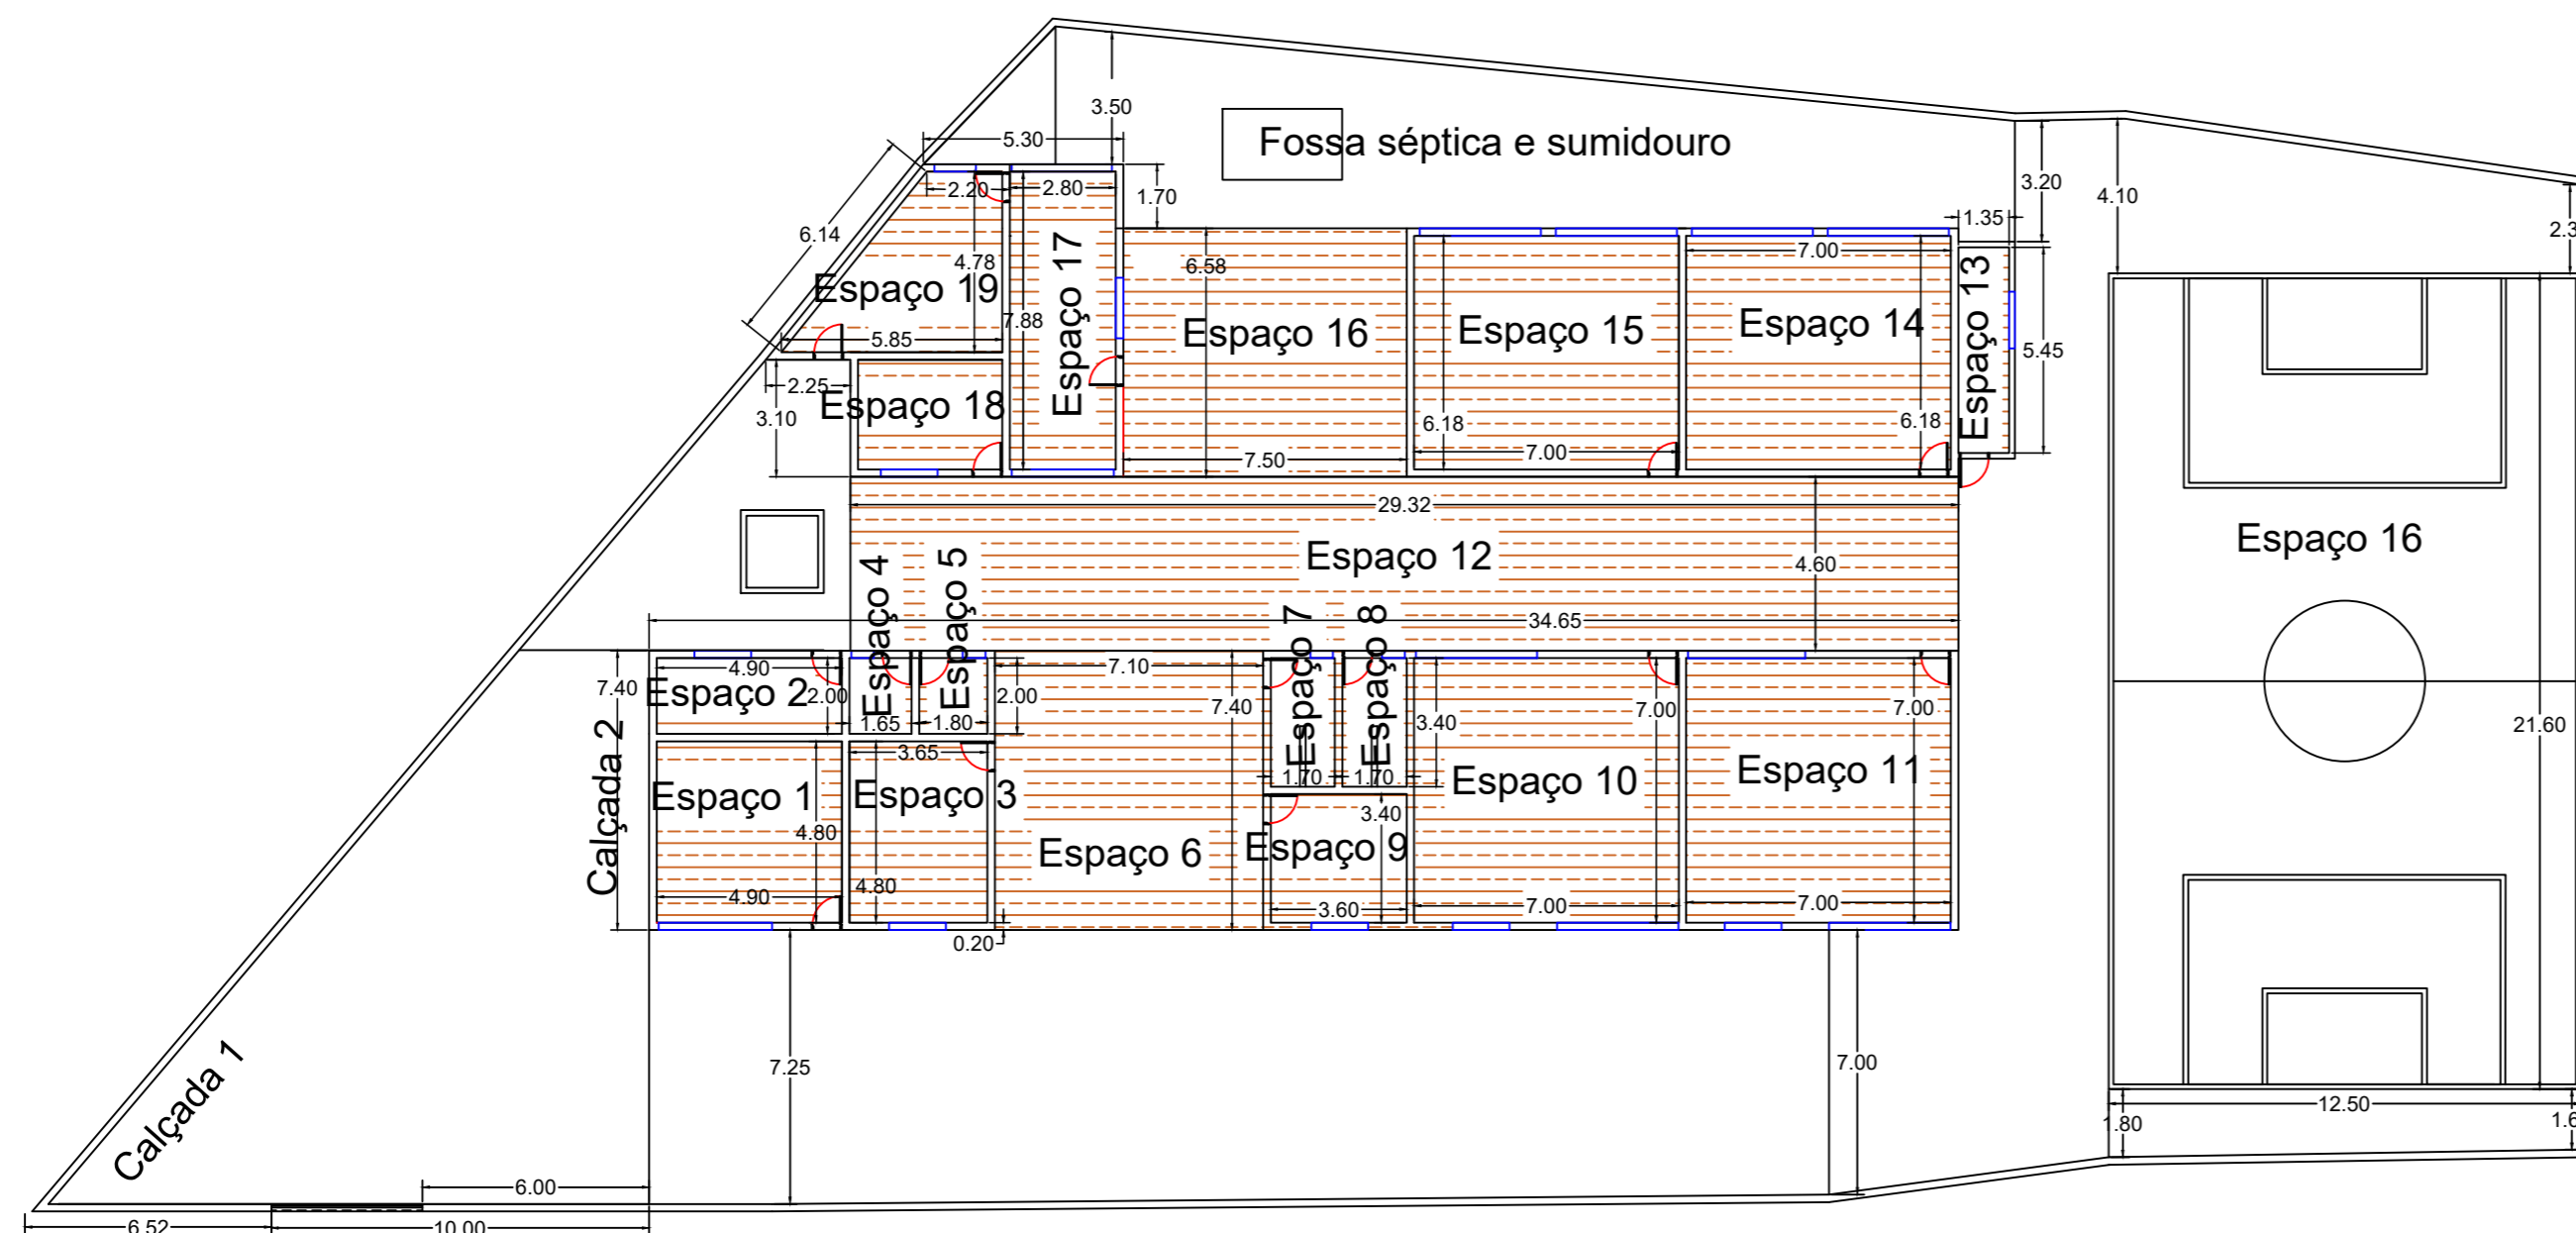 3.50
Fossa séptica e sumidouro
5.30
1.70
3.20
4.10
2.20
2.80
1.35
6.14
4.78
7.88
6.58
7.00
Espaço 19
Espaço 17
Espaço 16
Espaço 15
Espaço 14
Espaço 13
5.45
5.85
2.25
3.10
Espaço 18
6.18
6.18
7.50
7.00
29.32
Espaço 12
4.60
Espaço 16
34.65
Espaço 4
Espaço 5
Espaço 7
Espaço 8
7.40
4.90
Espaço 2
2.00
1.65
1.80
2.00
7.10
7.40
3.40
7.00
7.00
21.60
Calçada 2
3.65
Espaço 1
Espaço 3
4.80
4.80
1.70
1.70
Espaço 10
Espaço 11
3.40
Espaço 6
Espaço 9
4.90
3.60
7.00
7.00
0.20
7.25
7.00
Calçada 1
12.50
1.80
6.00
6.52
10.00